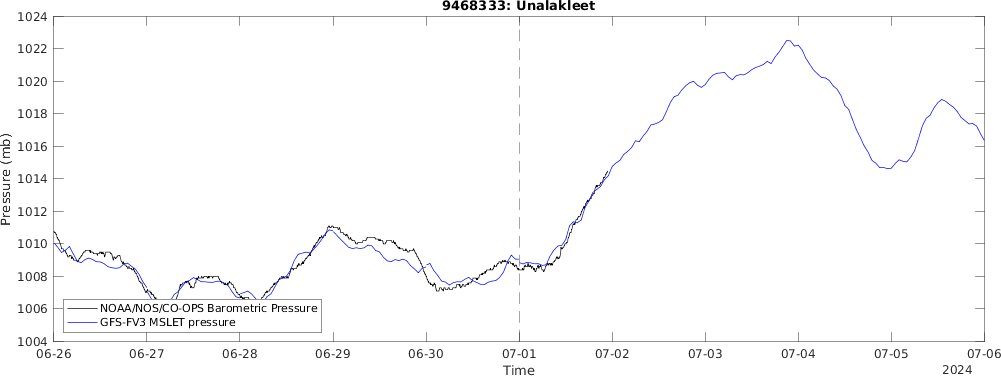 9468333: Unalakleet
1024
1022
1020
1018
1016
1014
1012
1010
1008
1006
1004
Pressure (mb)
NOAA/NOS/CO-OPS Barometric Pressure
GFS-FV3 MSLET pressure
06-26 06-27 06-28 06-29 06-30 07-01 07-02 07-03 07-04 07-05 07-06
Time
2024